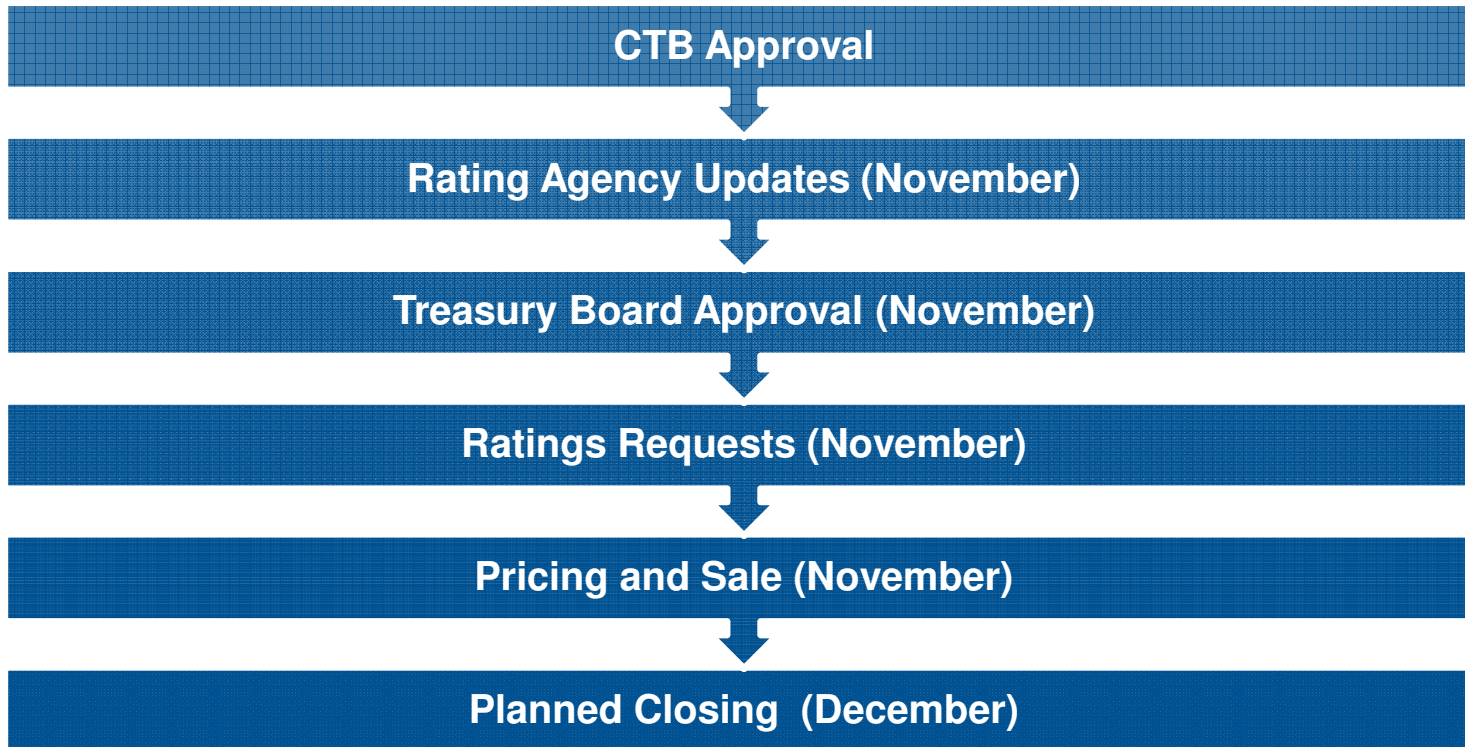 CTB Approval
Rating Agency Updates (November)
Treasury Board Approval (November)
Ratings Requests (November)
Pricing and Sale (November)
Planned Closing  (December)